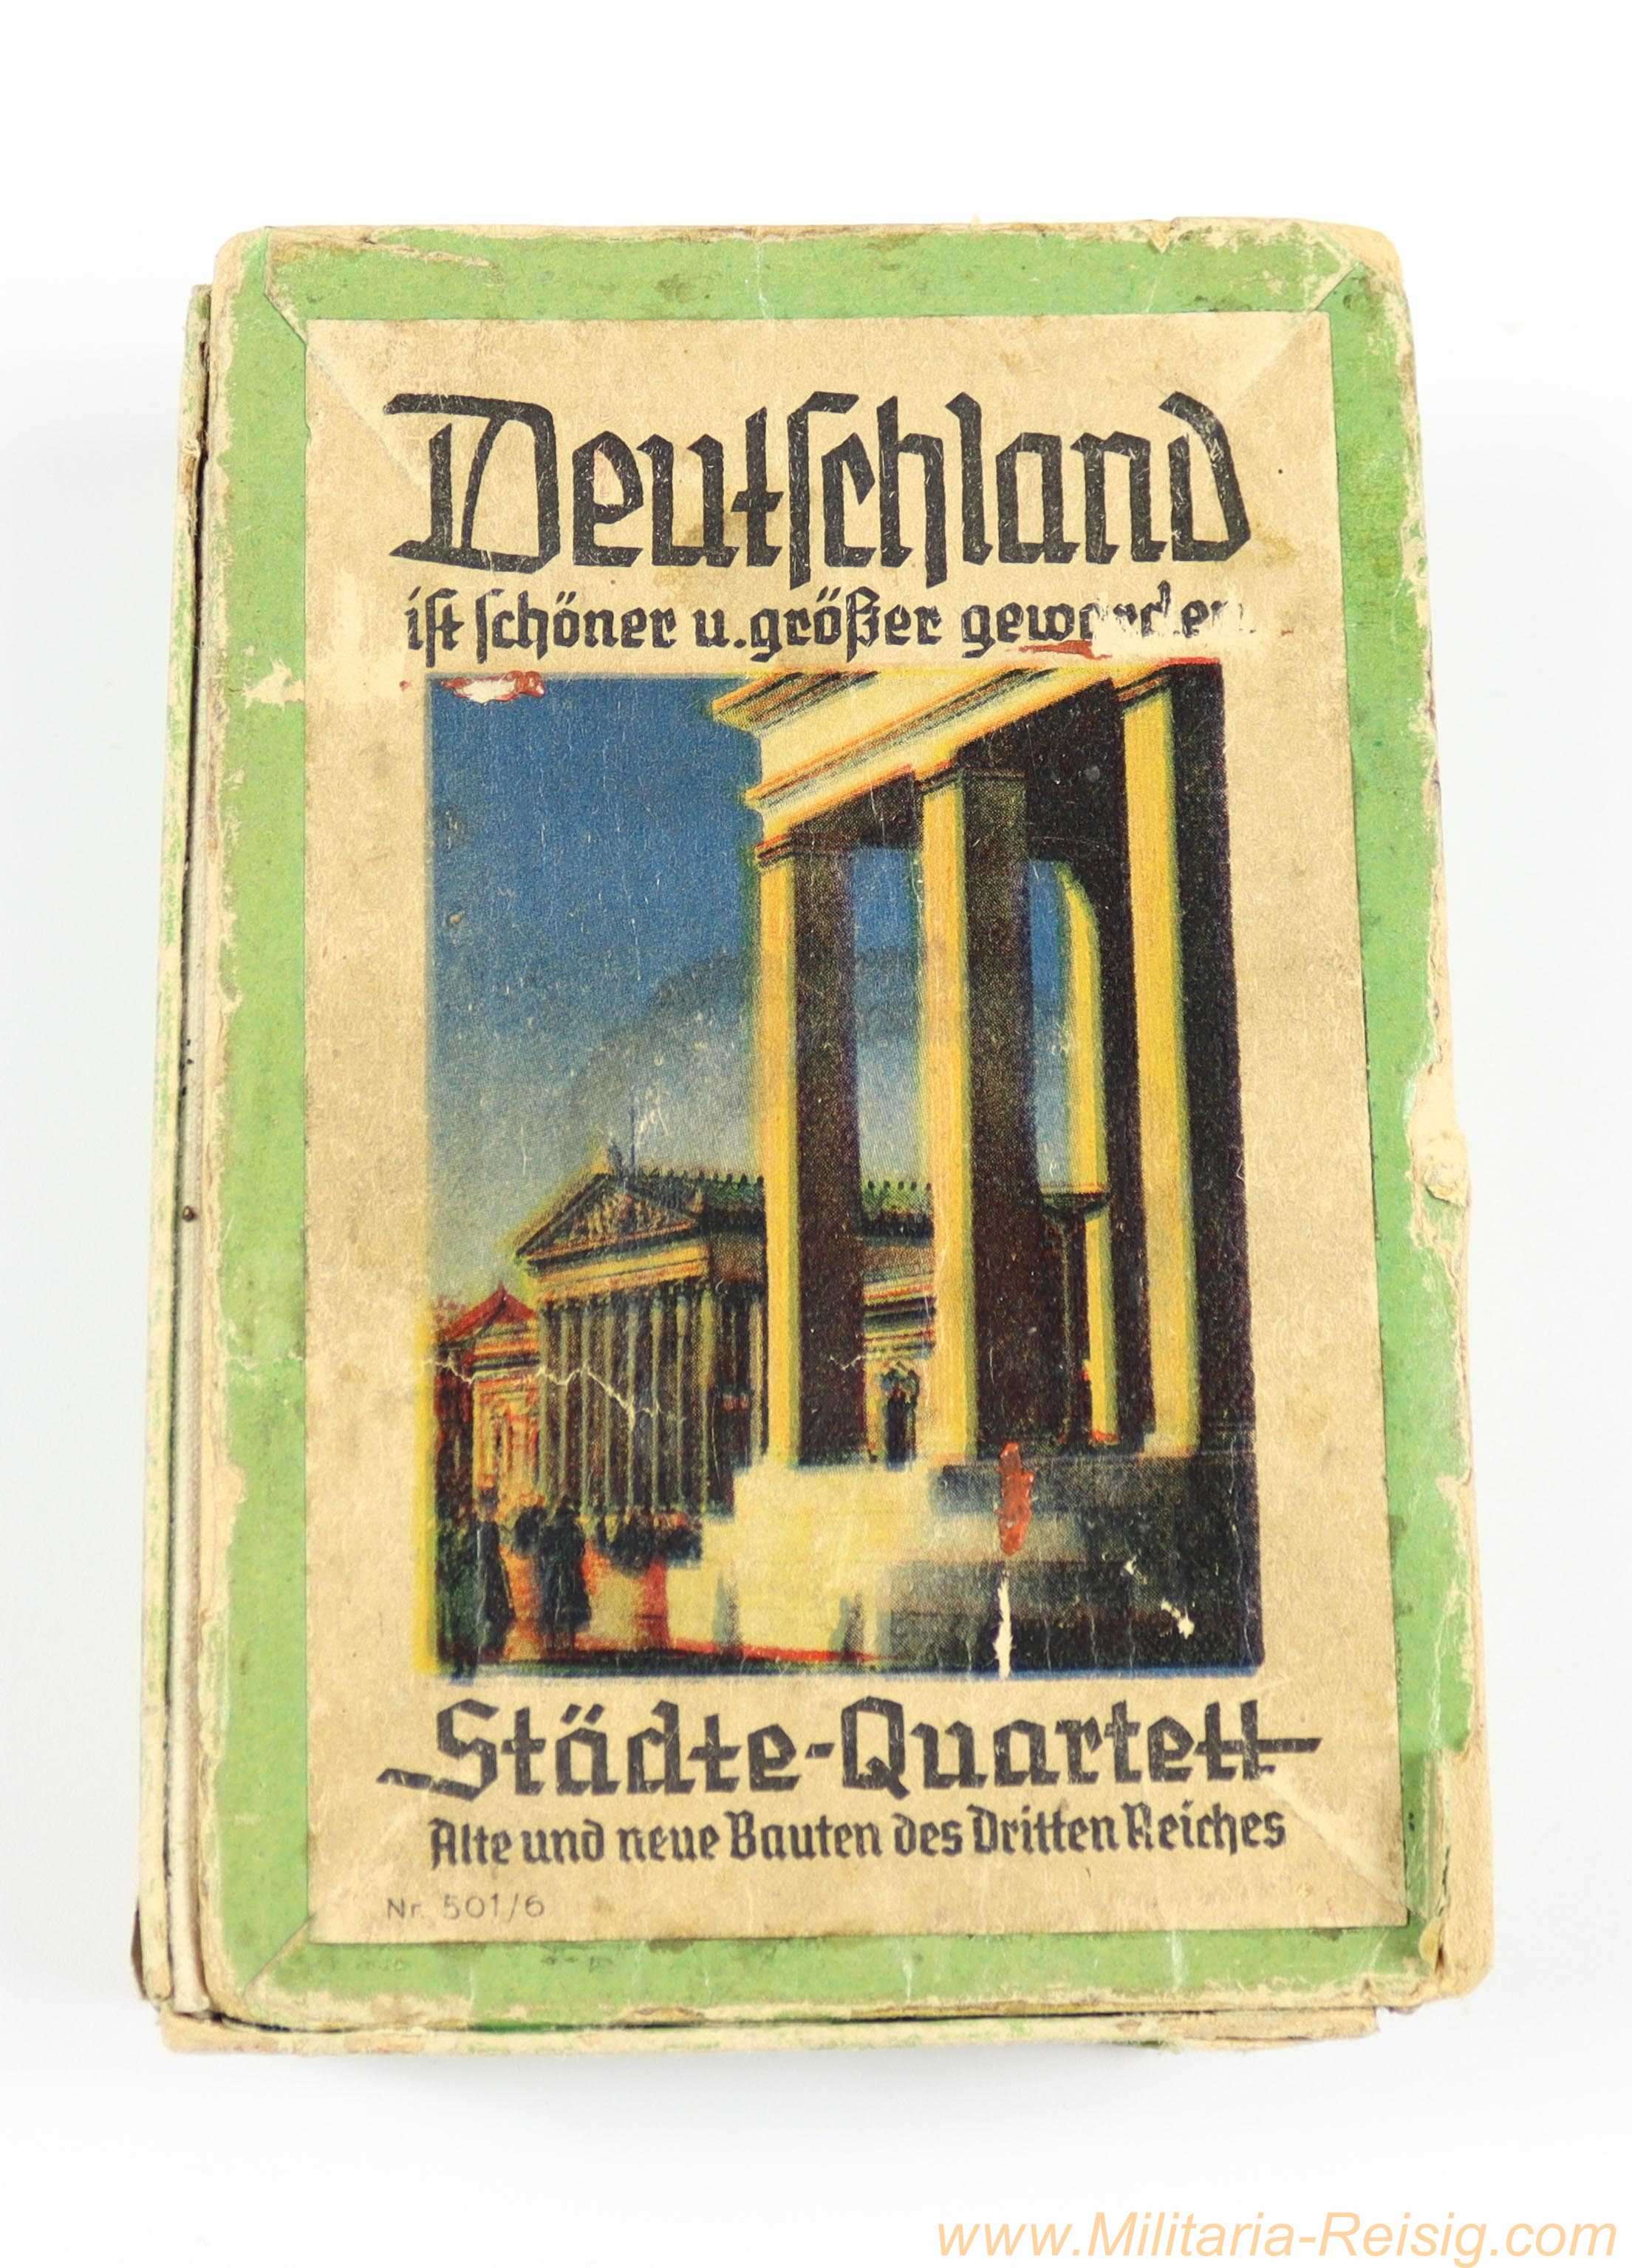 Deutſchland
iſt ſchöner u. größer geworden
Städte-Quartett
Alte und neue Bauten des Dritten Reiches
Nr. 501/6
www.Militaria-Reisig.com